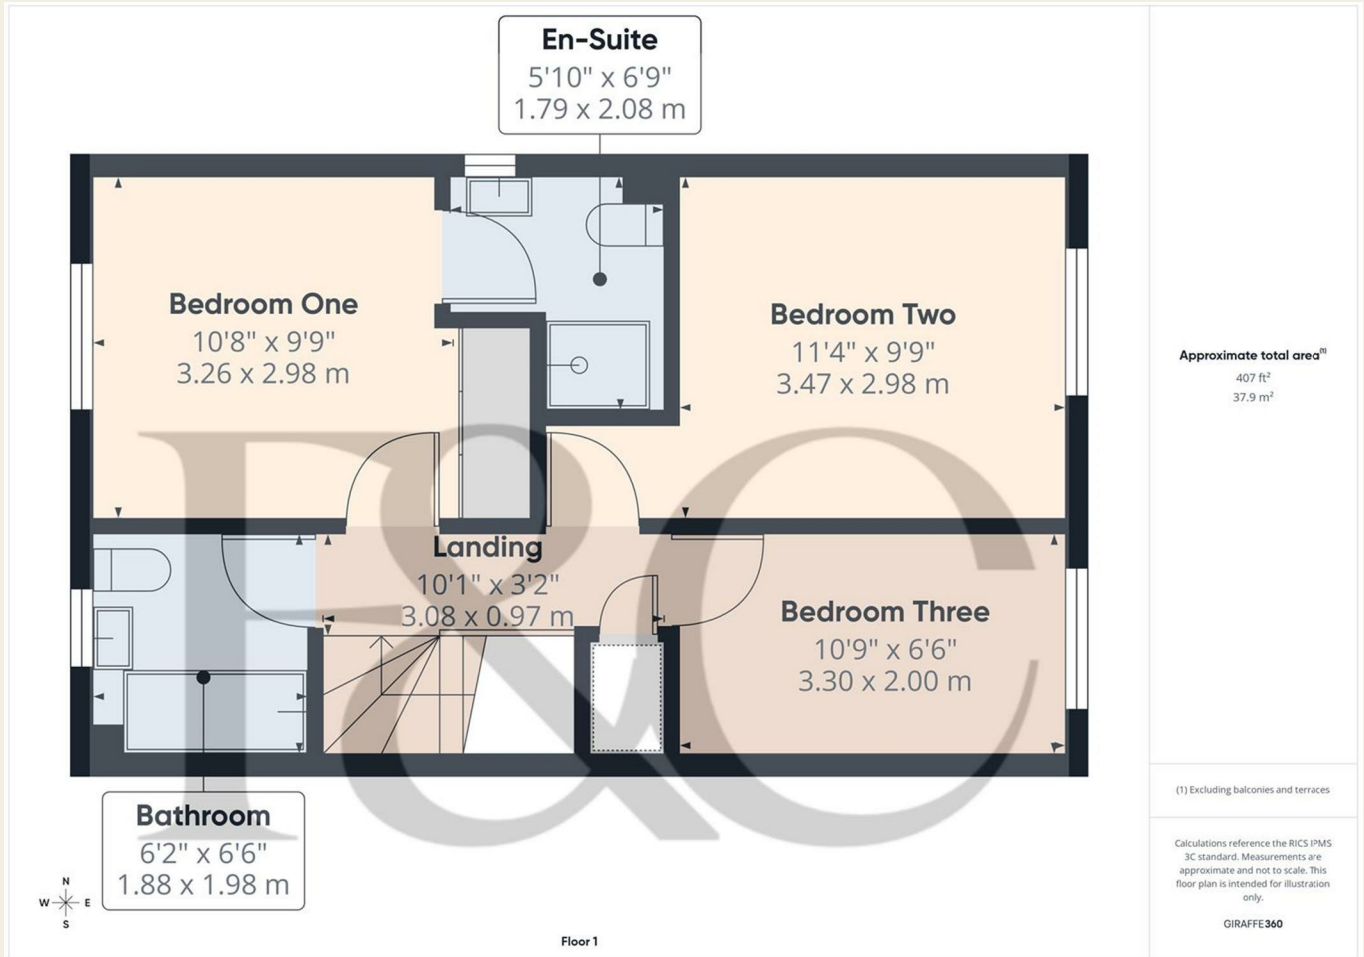 En-Suite
5'10" x 6'9"
1.79 x 2.08 m
Bedroom One
10'8" x 9'9"
3.26 x 2.98 m
Bedroom Two
11'4" x 9'9"
3.47 x 2.98 m
Landing
10'1" x 3'2"
3.08 x 0.97 m
Bedroom Three
10'9" x 6'6"
3.30 x 2.00 m
Bathroom
6'2" x 6'6"
1.88 x 1.98 m
F&C
N
W E
S
Floor 1
Approximate total area(1)
407 ft²
37.9 m²
(1) Excluding balconies and terraces
Calculations reference the RICS IPMS
3C standard. Measurements are
approximate and not to scale. This
floor plan is intended for illustration
only.
GIRAFFE360